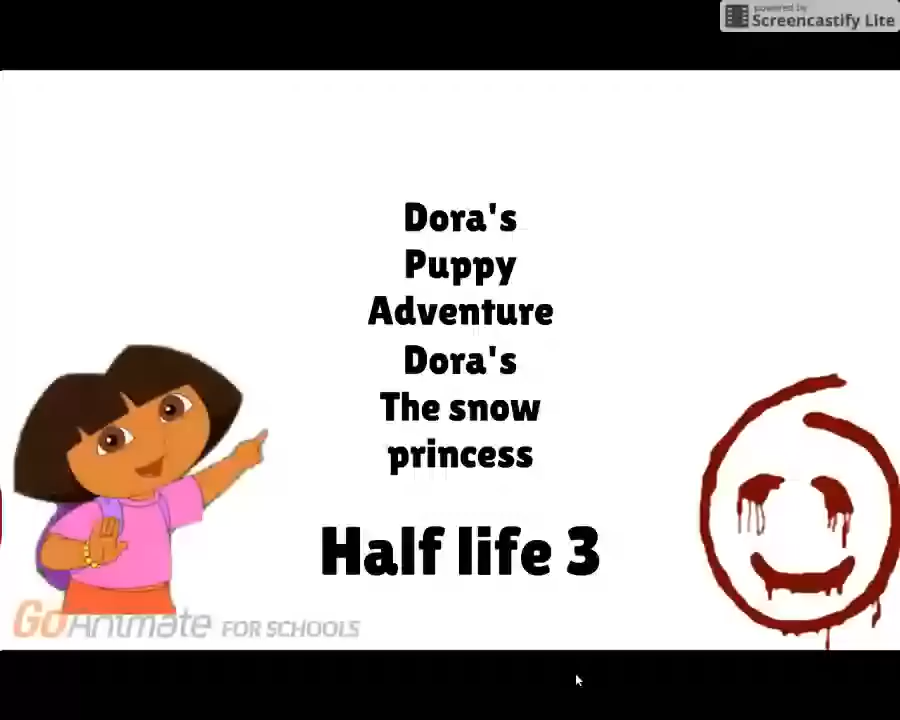 powered by
Screencastify Lite
Dora's
Puppy
Adventure
Dora's
The snow
princess
Half life 3
GoAnimate FOR SCHOOLS